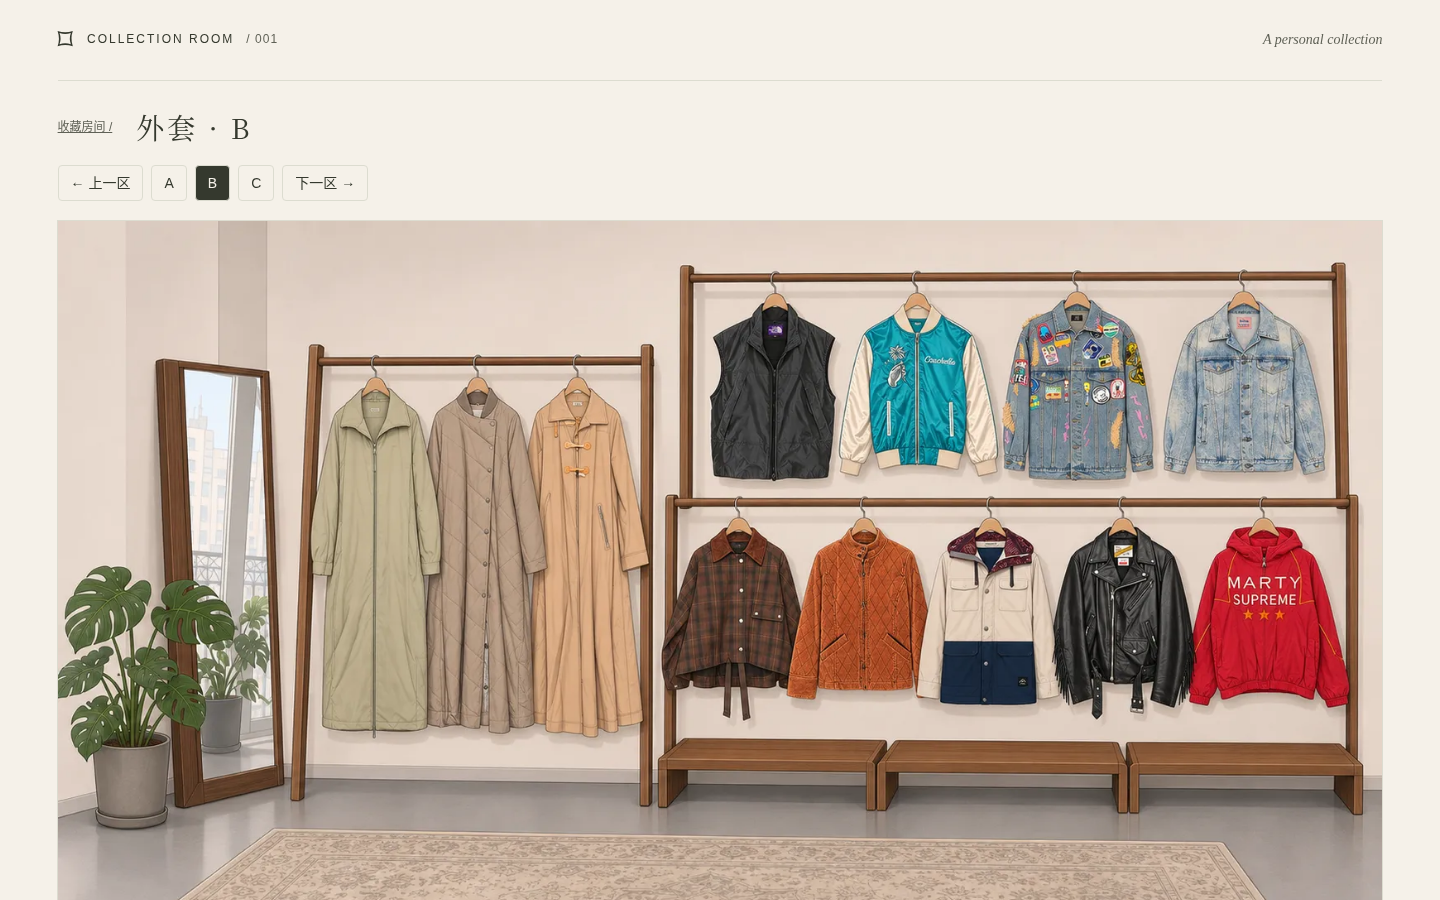 COLLECTION ROOM / 001
A personal collection
收藏房间 /
外套 · B
← 上一区
A
B
C
下一区 →
Coachella
MARTY
SUPREME